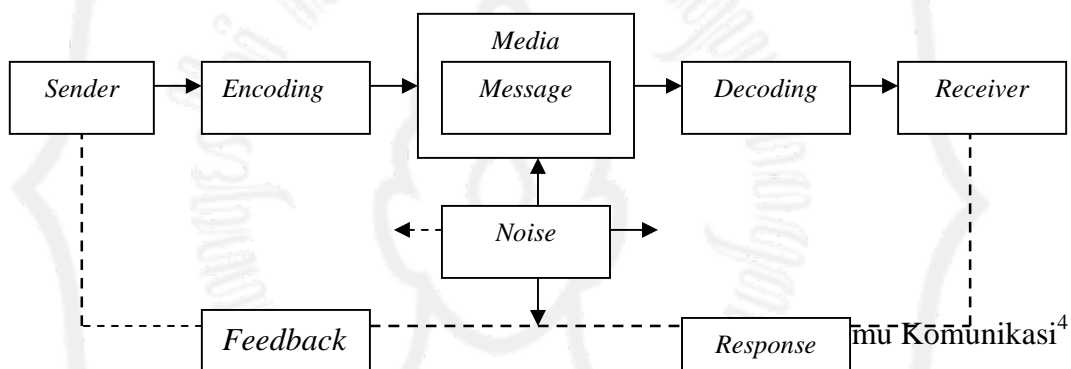 Media
Sender
Encoding
Message
Decoding
Receiver
Noise
Feedback
Response
mu Komunikasi⁴